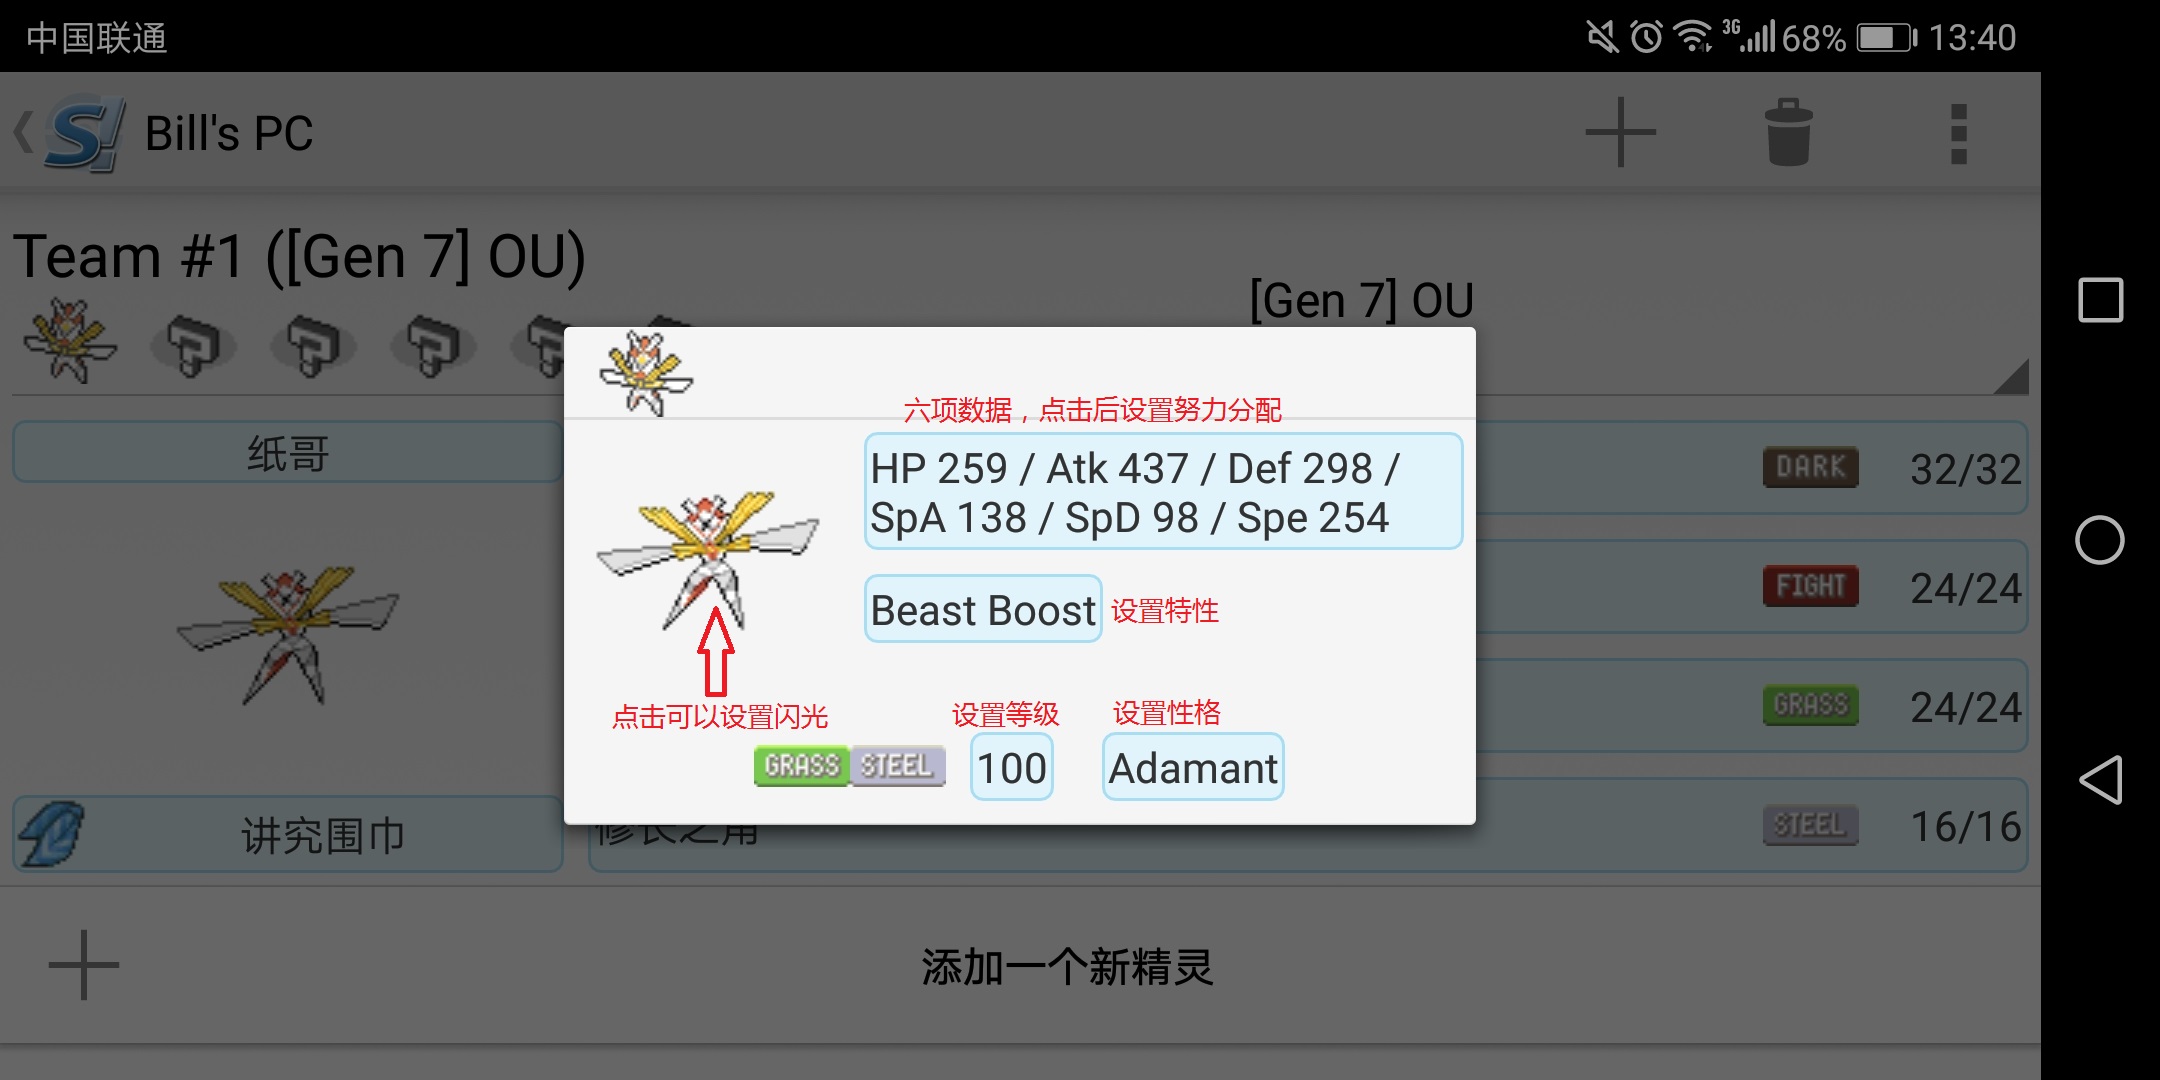 中国联通
3G 68% 13:40
Bill's PC
Team #1 ([Gen 7] OU)
[Gen 7] OU
六项数据，点击后设置努力分配
HP 259 / Atk 437 / Def 298 /
SpA 138 / SpD 98 / Spe 254
Beast Boost 设置特性
点击可以设置闪光
设置等级
设置性格
GRASS STEEL 100 Adamant
纸哥
讲究围巾
DARK 32/32
FIGHT 24/24
GRASS 24/24
修长之角 STEEL 16/16
添加一个新精灵